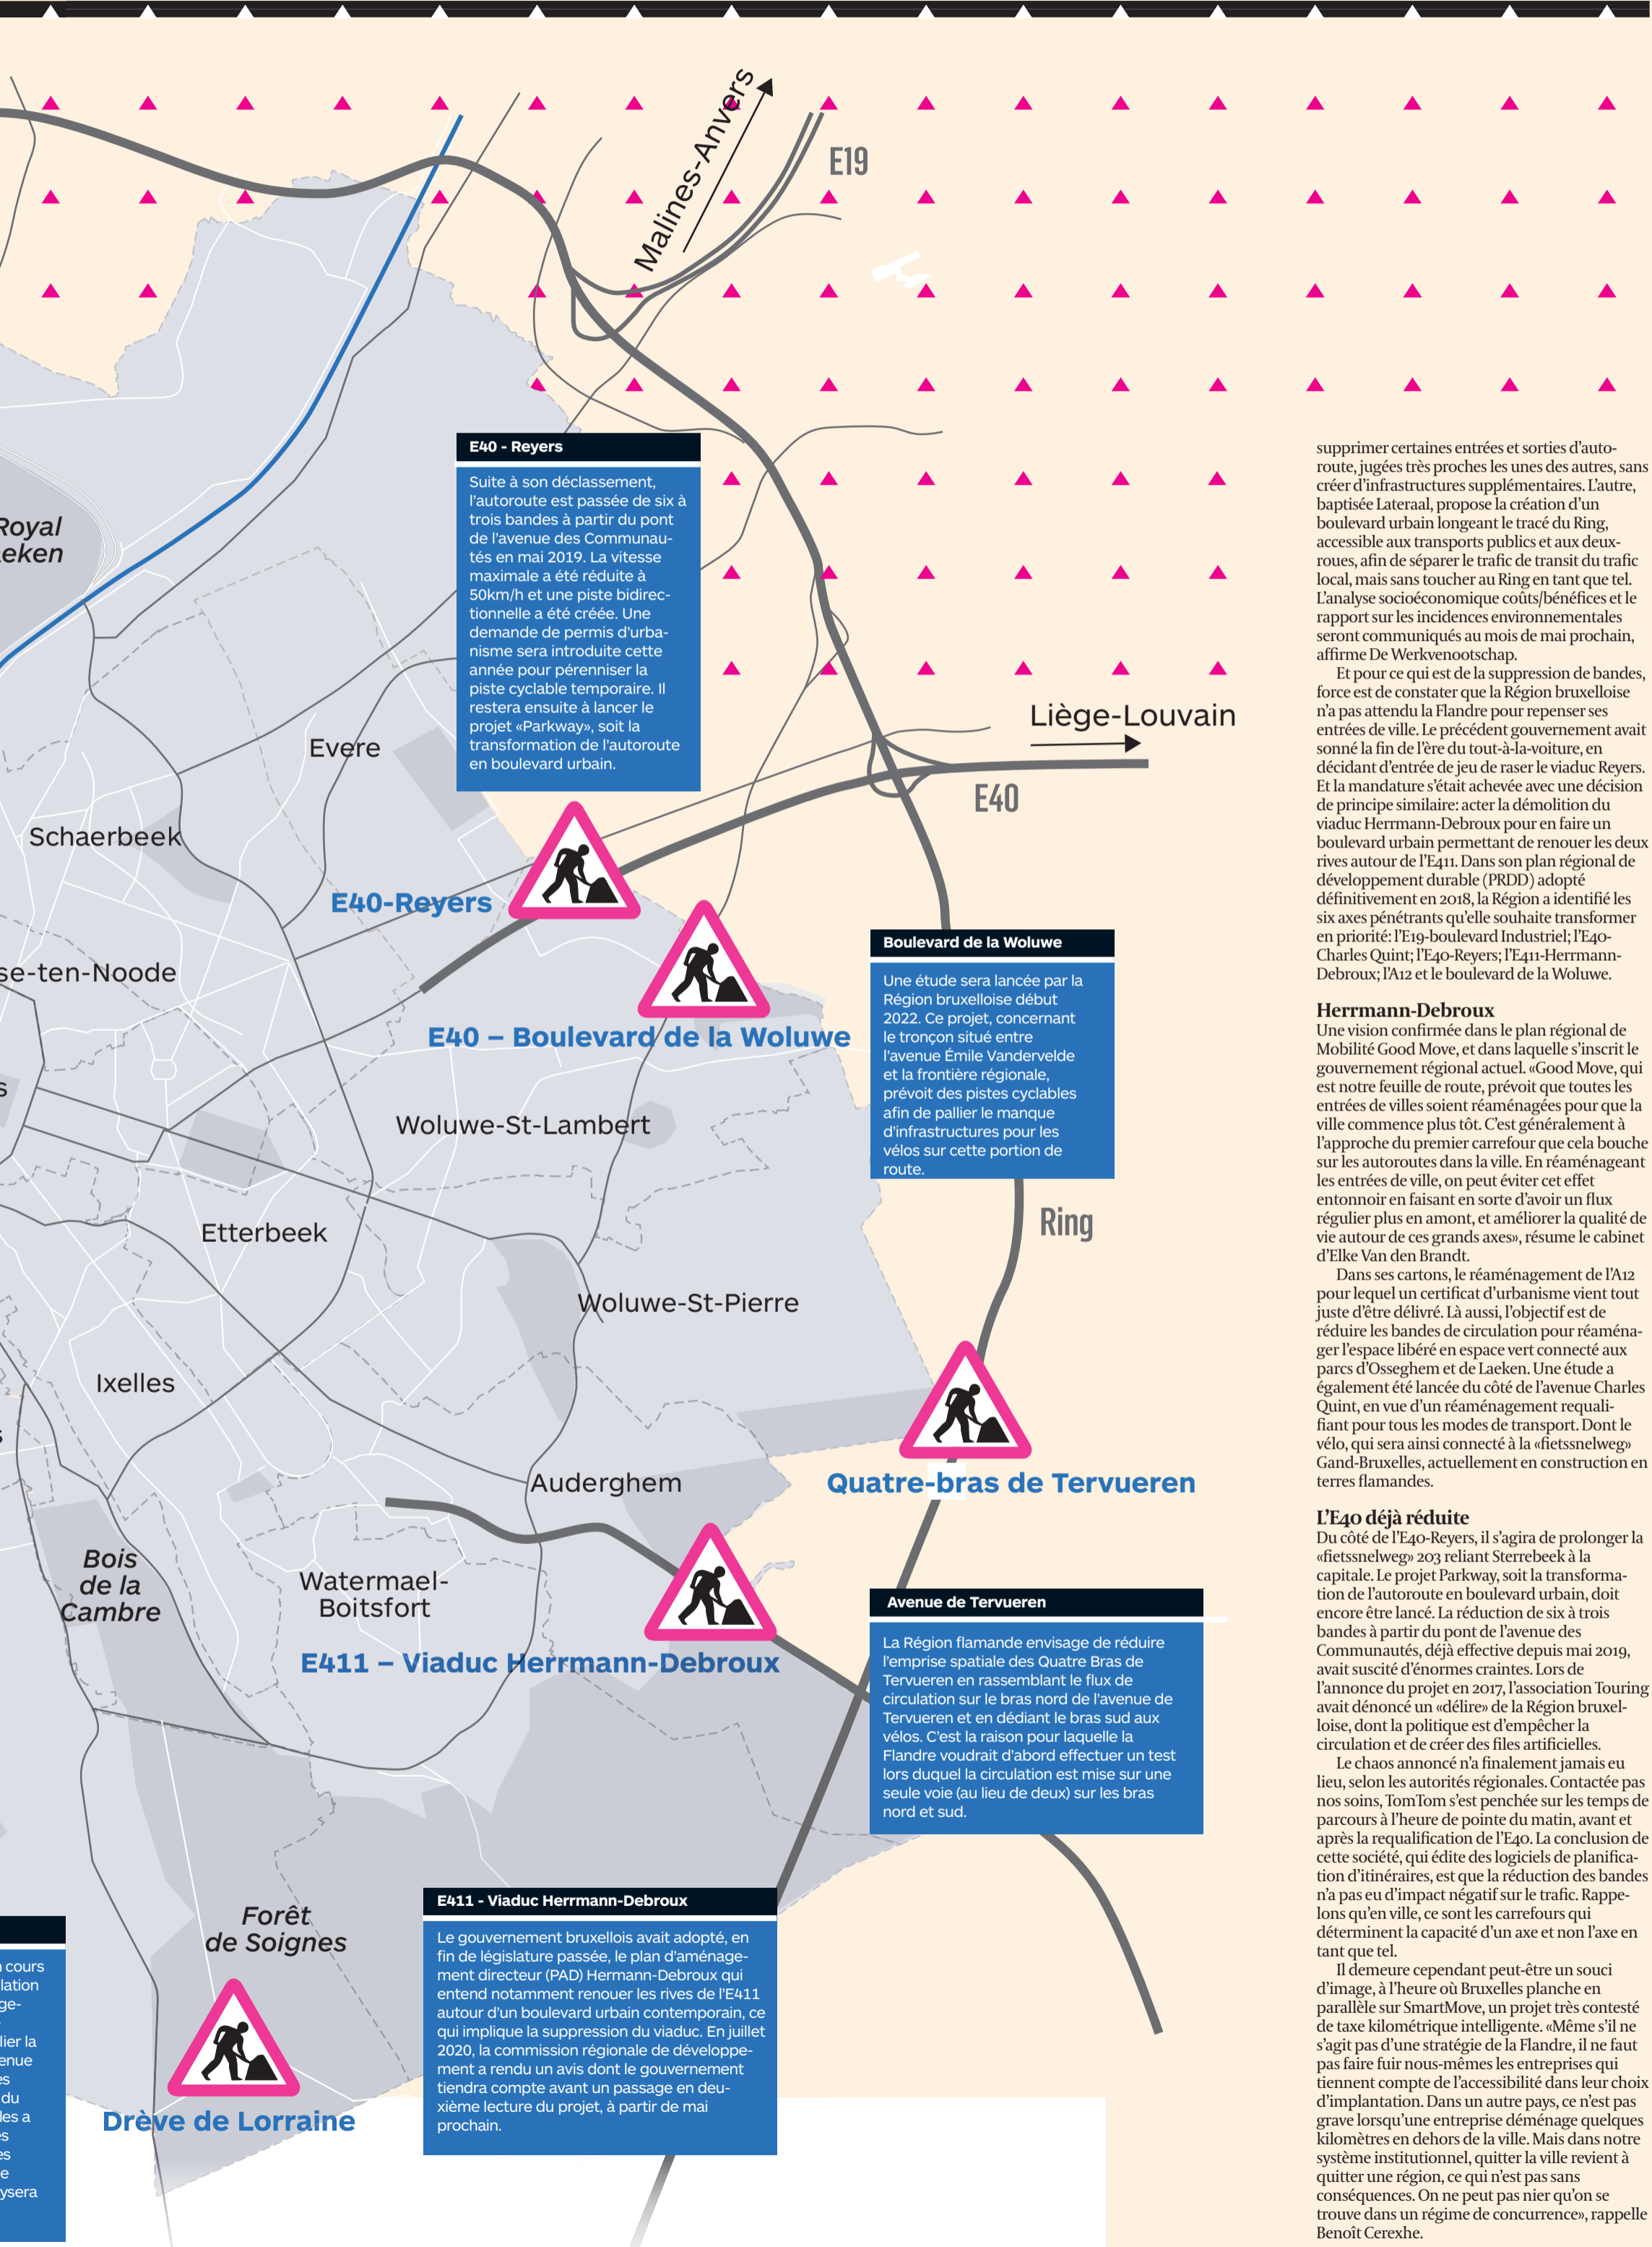 Malines-Anvers
E19
E40 - Reyers
Suite à son déclassement,
l'autoroute est passée de six à
trois bandes à partir du pont
de l'avenue des Communau-
tés en mai 2019. La vitesse
maximale a été réduite à
50km/h et une piste bidirec-
tionnelle a été créée. Une
demande de permis d'urba-
nisme sera introduite cette
année pour pérenniser la
piste cyclable temporaire. Il
restera ensuite à lancer le
projet «Parkway», soit la
transformation de l'autoroute
en boulevard urbain.
Royal
eken
Evere
Liège-Louvain
E40
Schaerbeek
E40-Reyers
se-ten-Noode
E40 – Boulevard de la Woluwe
Boulevard de la Woluwe
Une étude sera lancée par la
Région bruxelloise début
2022. Ce projet, concernant
le tronçon situé entre
l'avenue Émile Vandervelde
et la frontière régionale,
prévoit des pistes cyclables
afin de pallier le manque
d'infrastructures pour les
vélos sur cette portion de
route.
s
Woluwe-St-Lambert
Etterbeek
Ring
Woluwe-St-Pierre
Ixelles
s
Auderghem
Quatre-bras de Tervueren
Bois
de la
Cambre
Watermael-
Boitsfort
E411 – Viaduc Herrmann-Debroux
Avenue de Tervueren
La Région flamande envisage de réduire
l'emprise spatiale des Quatre Bras de
Tervueren en rassemblant le flux de
circulation sur le bras nord de l'avenue de
Tervueren et en dédiant le bras sud aux
vélos. C'est la raison pour laquelle la
Flandre voudrait d'abord effectuer un test
lors duquel la circulation est mise sur une
seule voie (au lieu de deux) sur les bras
nord et sud.
Forêt
de Soignes
E411 - Viaduc Herrmann-Debroux
Le gouvernement bruxellois avait adopté, en
fin de législature passée, le plan d'aménage-
ment directeur (PAD) Hermann-Debroux qui
entend notamment renouer les rives de l'E411
autour d'un boulevard urbain contemporain, ce
qui implique la suppression du viaduc. En juillet
2020, la commission régionale de développe-
ment a rendu un avis dont le gouvernement
tiendra compte avant un passage en deu-
xième lecture du projet, à partir de mai
prochain.
Drève de Lorraine
cours
lation
ge-
lier la
enue
es
du
les a
s
es
e
ysera
supprimer certaines entrées et sorties d'auto-
route, jugées très proches les unes des autres, sans
créer d'infrastructures supplémentaires. L'autre,
baptisée Lateraal, propose la création d'un
boulevard urbain longeant le tracé du Ring,
accessible aux transports publics et aux deux-
roues, afin de séparer le trafic de transit du trafic
local, mais sans toucher au Ring en tant que tel.
L'analyse socioéconomique coûts/bénéfices et le
rapport sur les incidences environnementales
seront communiqués au mois de mai prochain,
affirme De Werkvenootschap.
Et pour ce qui est de la suppression de bandes,
force est de constater que la Région bruxelloise
n'a pas attendu la Flandre pour repenser ses
entrées de ville. Le précédent gouvernement avait
sonné la fin de l'ère du tout-à-la-voiture, en
décidant d'entrée de jeu de raser le viaduc Reyers.
Et la mandature s'était achevée avec une décision
de principe similaire: acter la démolition du
viaduc Herrmann-Debroux pour en faire un
boulevard urbain permettant de renouer les deux
rives autour de l'E411. Dans son plan régional de
développement durable (PRDD) adopté
définitivement en 2018, la Région a identifié les
six axes pénétrants qu'elle souhaite transformer
en priorité: l'E19-boulevard Industriel; l'E40-
Charles Quint; l'E40-Reyers; l'E411-Herrmann-
Debroux; l'A12 et le boulevard de la Woluwe.
Herrmann-Debroux
Une vision confirmée dans le plan régional de
Mobilité Good Move, et dans laquelle s'inscrit le
gouvernement régional actuel. «Good Move, qui
est notre feuille de route, prévoit que toutes les
entrées de villes soient réaménagées pour que la
ville commence plus tôt. C'est généralement à
l'approche du premier carrefour que cela bouche
sur les autoroutes dans la ville. En réaménageant
les entrées de ville, on peut éviter cet effet
entonnoir en faisant en sorte d'avoir un flux
régulier plus en amont, et améliorer la qualité de
vie autour de ces grands axes», résume le cabinet
d'Elke Van den Brandt.
Dans ses cartons, le réaménagement de l'A12
pour lequel un certificat d'urbanisme vient tout
juste d'être délivré. Là aussi, l'objectif est de
réduire les bandes de circulation pour réaména-
ger l'espace libéré en espace vert connecté aux
parcs d'Osseghem et de Laeken. Une étude a
également été lancée du côté de l'avenue Charles
Quint, en vue d'un réaménagement requali-
fiant pour tous les modes de transport. Dont le
vélo, qui sera ainsi connecté à la «fietssnelweg»
Gand-Bruxelles, actuellement en construction en
terres flamandes.
L'E40 déjà réduite
Du côté de l'E40-Reyers, il s'agira de prolonger la
«fietssnelweg» 203 reliant Sterrebeek à la
capitale. Le projet Parkway, soit la transforma-
tion de l'autoroute en boulevard urbain, doit
encore être lancé. La réduction de six à trois
bandes à partir du pont de l'avenue des
Communautés, déjà effective depuis mai 2019,
avait suscité d'énormes craintes. Lors de
l'annonce du projet en 2017, l'association Touring
avait dénoncé un «délire» de la Région bruxel-
loise, dont la politique est d'empêcher la
circulation et de créer des files artificielles.
Le chaos annoncé n'a finalement jamais eu
lieu, selon les autorités régionales. Contactée pas
nos soins, TomTom s'est penchée sur les temps de
parcours à l'heure de pointe du matin, avant et
après la requalification de l'E40. La conclusion de
cette société, qui édite des logiciels de planifica-
tion d'itinéraires, est que la réduction des bandes
n'a pas eu d'impact négatif sur le trafic. Rappe-
lons qu'en ville, ce sont les carrefours qui
déterminent la capacité d'un axe et non l'axe en
tant que tel.
Il demeure cependant peut-être un souci
d'image, à l'heure où Bruxelles planche en
parallèle sur SmartMove, un projet très contesté
de taxe kilométrique intelligente. «Même s'il ne
s'agit pas d'une stratégie de la Flandre, il ne faut
pas faire fuir nous-mêmes les entreprises qui
tiennent compte de l'accessibilité dans leur choix
d'implantation. Dans un autre pays, ce n'est pas
grave lorsqu'une entreprise déménage quelques
kilomètres en dehors de la ville. Mais dans notre
système institutionnel, quitter la ville revient à
quitter une région, ce qui n'est pas sans
conséquences. On ne peut pas nier qu'on se
trouve dans un régime de concurrence», rappelle
Benoît Cerexhe.